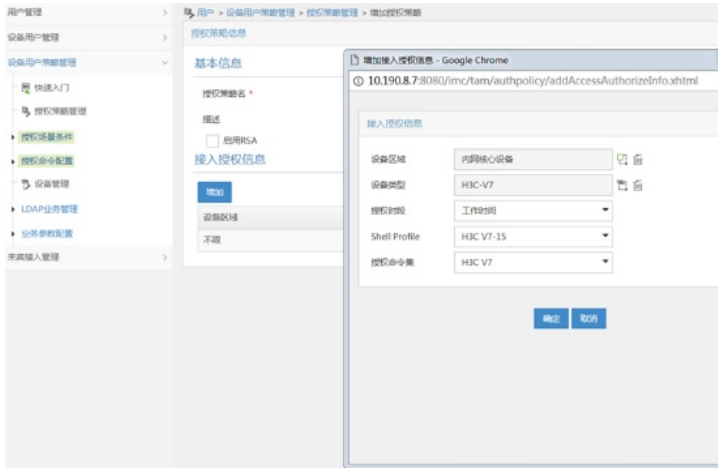 用户管理
用户 > 设备用户策略管理 > 授权策略管理 > 增加授权策略
设备用户管理
授权策略信息
设备用户策略管理
基本信息
快速入门
授权策略名 *
授权策略管理
描述
授权场景条件
启用RSA
授权命令配置
接入授权信息
设备管理
增加
LDAP业务管理
设备区域
业务参数配置
不限
来宾接入管理
增加接入授权信息 - Google Chrome
10.190.8.7:8080/imc/tam/authpolicy/addAccessAuthorizeInfo.xhtml
接入授权信息
设备区域 内网核心设备
设备类型 H3C-V7
授权时段 工作时间
Shell Profile H3C V7-15
授权命令集 H3C V7
确定 取消